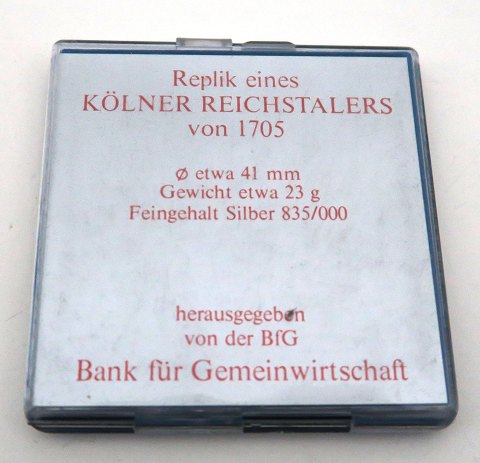 Replik eines
KÖLNER REICHSTALERS
von 1705
Ø etwa 41 mm
Gewicht etwa 23 g
Feingehalt Silber 835/000
herausgegeben
von der BfG
Bank für Gemeinwirtschaft